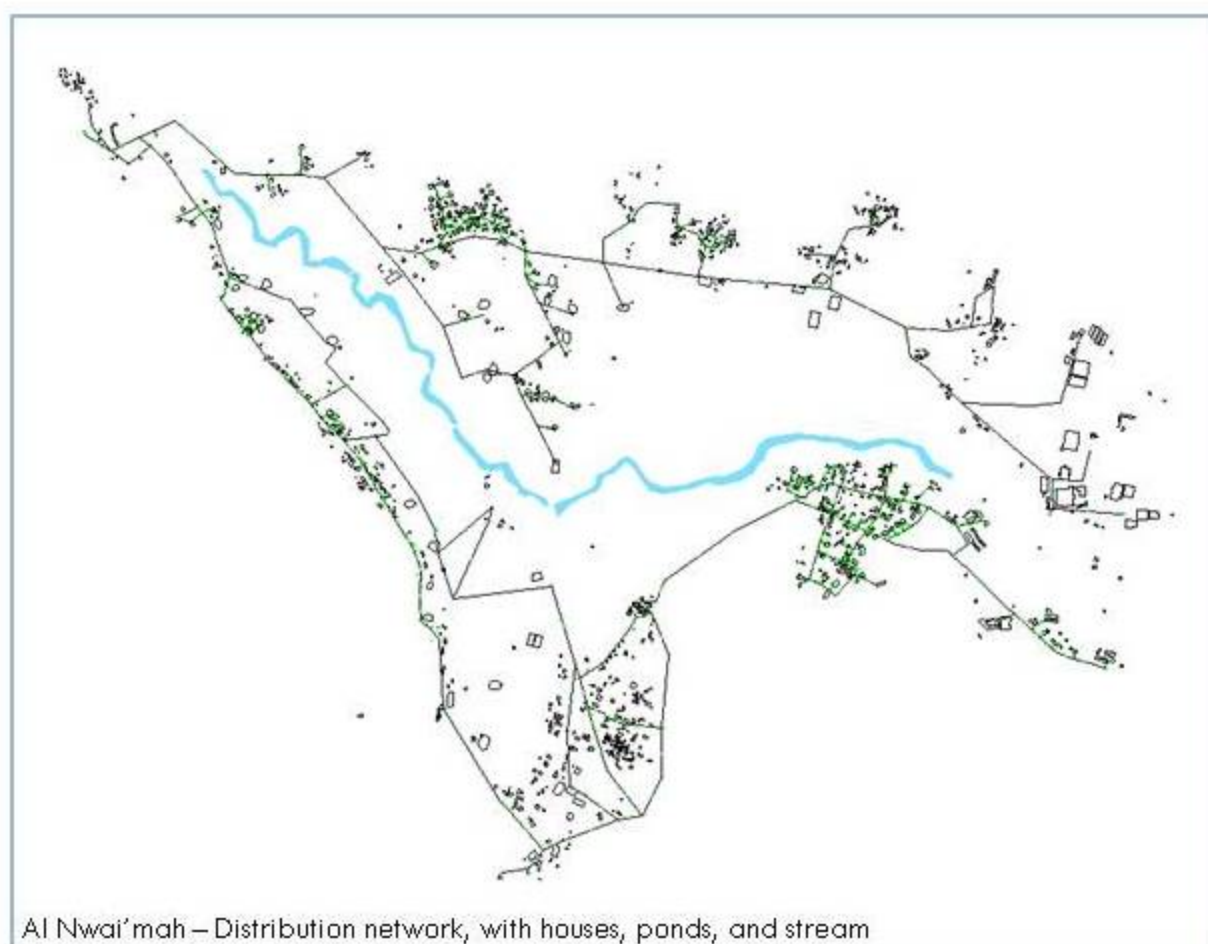 Al Nwai’mah – Distribution network, with houses, ponds, and stream